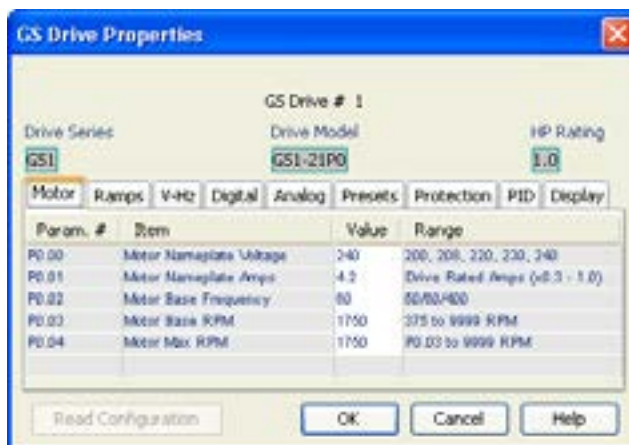 GS Drive Properties
GS Drive # 1
Drive Series Drive Model HP Rating
GS1 GS1-21P0 1.0
Motor Ramps V-Hz Digital Analog Presets Protection PID Display
Param. # Item Value Range
P0.00 Motor Nameplate Voltage 240 200, 208, 220, 230, 240
P0.01 Motor Nameplate Amps 4.2 Drive Rated Amps (x0.3 - 1.0)
P0.02 Motor Base Frequency 60 50/60/400
P0.03 Motor Base RPM 1750 375 to 9999 RPM
P0.04 Motor Max RPM 1750 P0.03 to 9999 RPM
Read Configuration OK Cancel Help